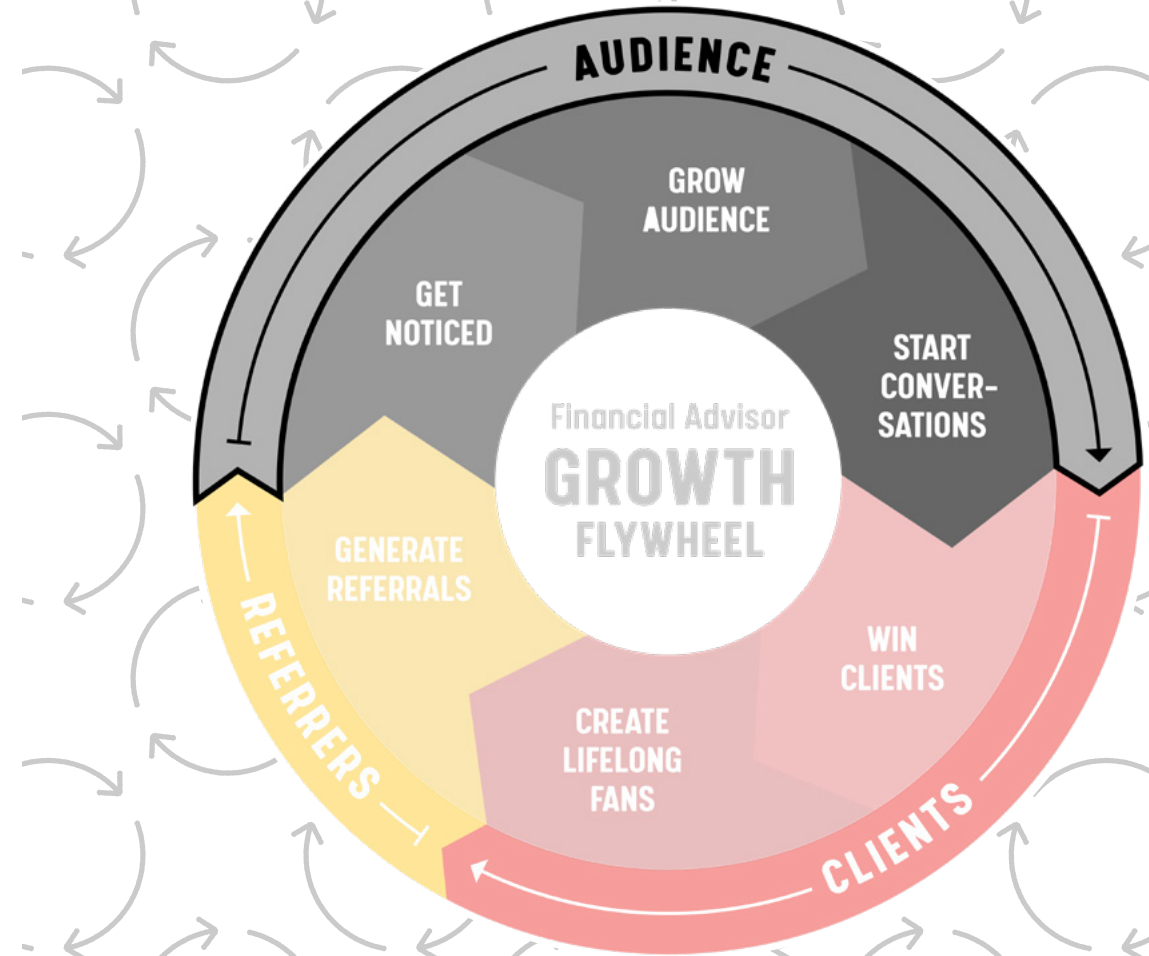 AUDIENCE
GROW
AUDIENCE
GET
NOTICED
START
CONVER-
SATIONS
Financial Advisor
GROWTH
FLYWHEEL
GENERATE
REFERRALS
WIN
CLIENTS
CREATE
LIFELONG
FANS
REFERRERS
CLIENTS